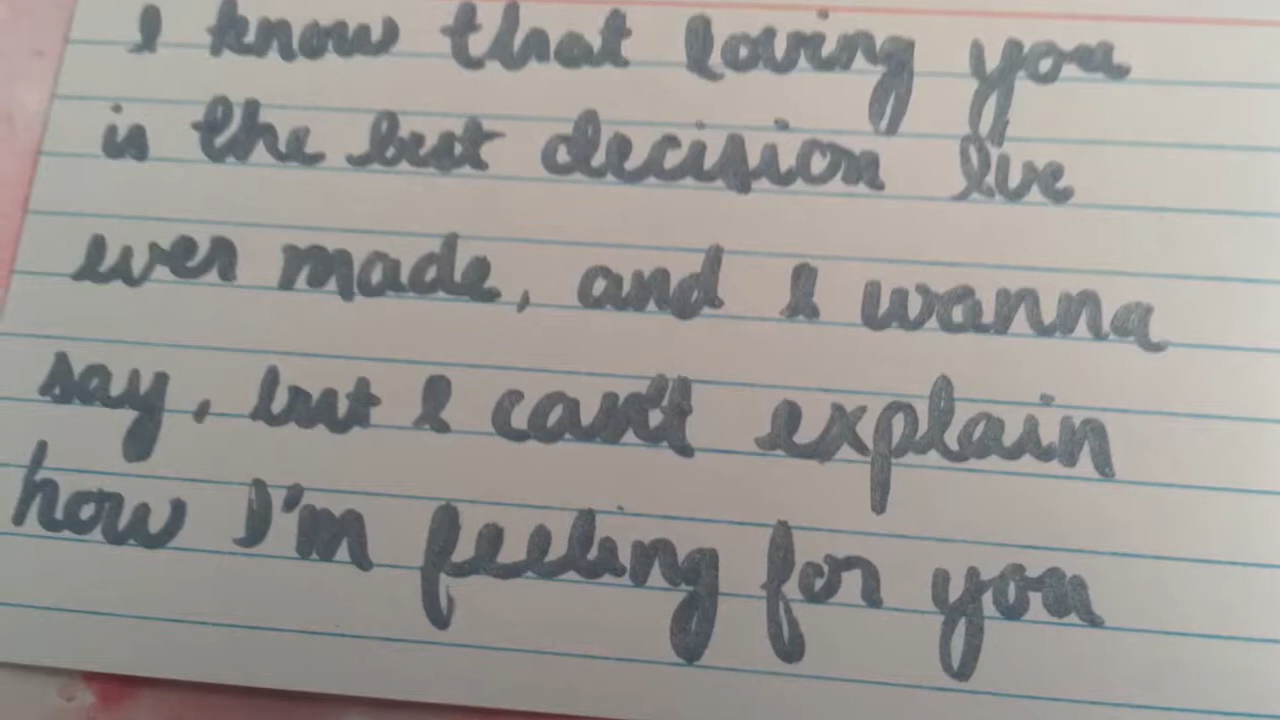 I know that loving you
is the best decision Ive
ever made, and I wanna
say, but I can't explain
how I'm feeling for you